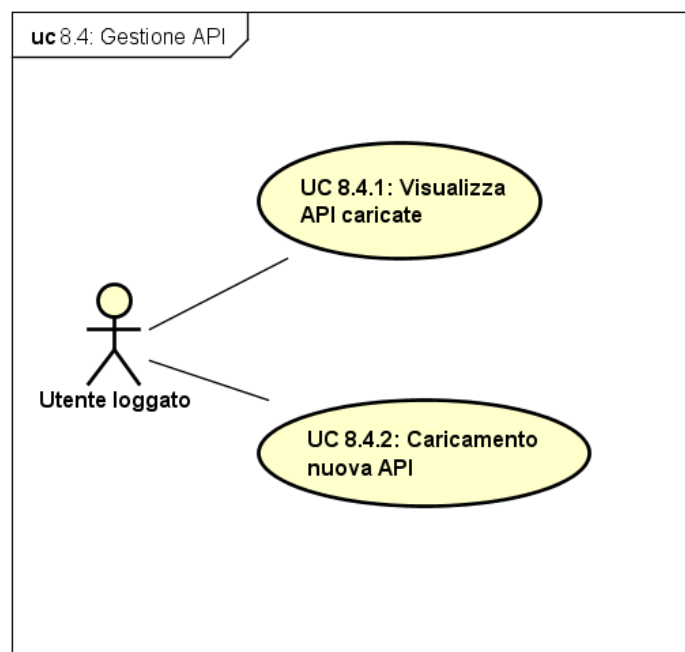 uc 8.4: Gestione API
UC 8.4.1: Visualizza
API caricate
Utente loggato
UC 8.4.2: Caricamento
nuova API